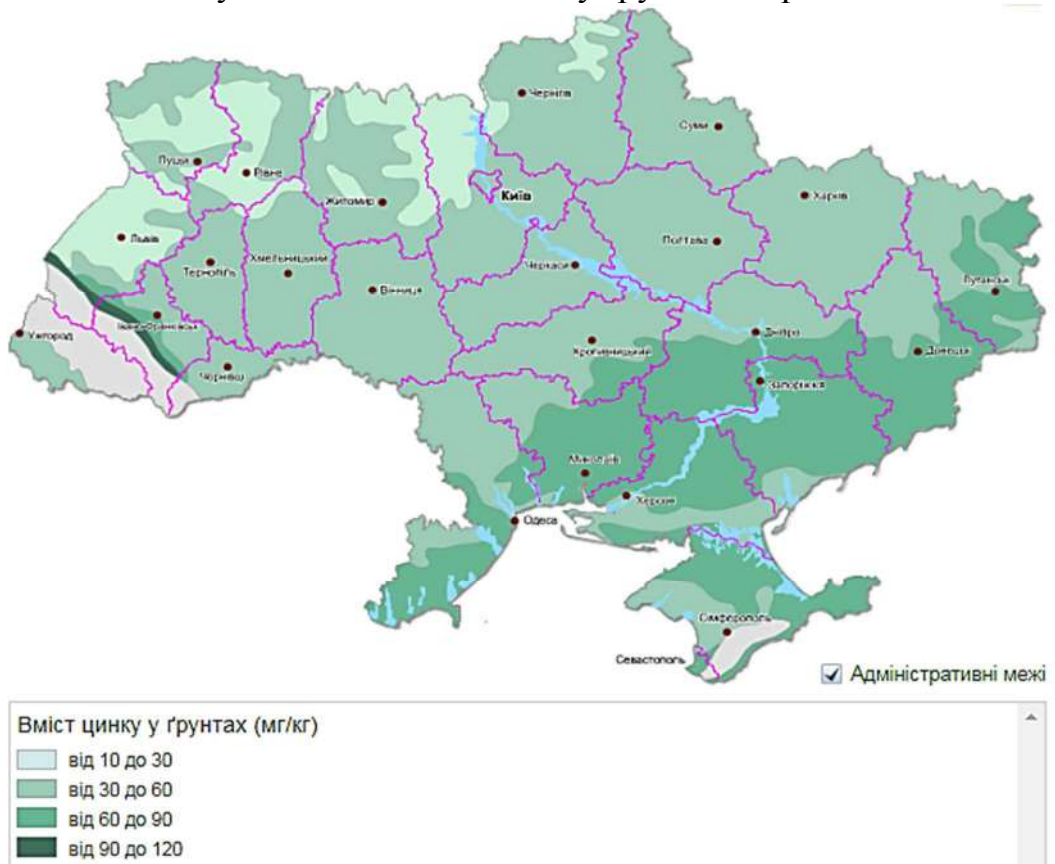 Чернігів
Суми
Луцьк
Рівне
Житомир
Київ
Харків
Львів
Полтава
Хмельницький
Тернопіль
Черкаси
Вінниця
Луганськ
Івано-Франківськ
Ужгород
Дніпро
Кропивницький
Донецьк
Чернівці
Запоріжжя
Миколаїв
Херсон
Одеса
Сімферополь
Севастополь
Адміністративні межі
Вміст цинку у ґрунтах (мг/кг)
від 10 до 30
від 30 до 60
від 60 до 90
від 90 до 120